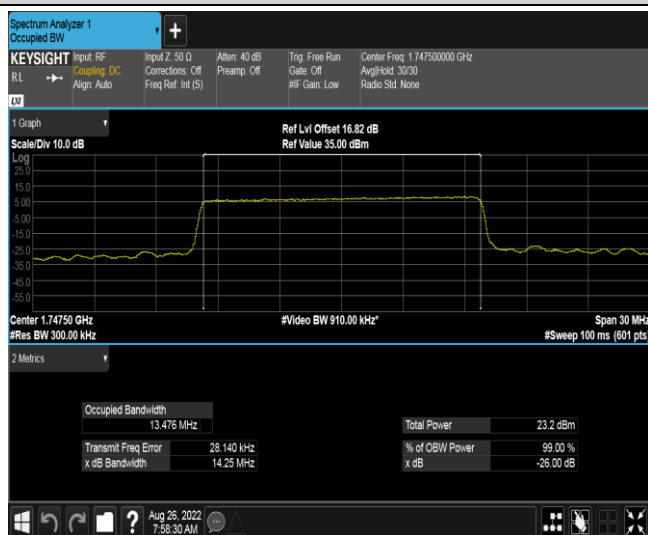 Spectrum Analyzer 1
Occupied BW
+
KEYSIGHT
RL
LXI
Input: RF
Coupling: DC
Align: Auto
Input Z: 50 Ω
Corrections: Off
Freq Ref: Int (S)
Atten: 40 dB
Preamp: Off
Trig: Free Run
Gate: Off
#IF Gain: Low
Center Freq: 1.747500000 GHz
Avg|Hold: 30/30
Radio Std: None
1 Graph
Scale/Div 10.0 dB
Ref Lvl Offset 16.82 dB
Ref Value 35.00 dBm
Log
25.0
15.0
5.00
-5.00
-15.0
-25.0
-35.0
-45.0
-55.0
Center 1.74750 GHz
#Res BW 300.00 kHz
#Video BW 910.00 kHz*
Span 30 MHz
#Sweep 100 ms (601 pts)
2 Metrics
Occupied Bandwidth
13.476 MHz
Transmit Freq Error 28.140 kHz
x dB Bandwidth 14.25 MHz
Total Power 23.2 dBm
% of OBW Power 99.00 %
x dB -26.00 dB
?
Aug 26, 2022
7:58:30 AM